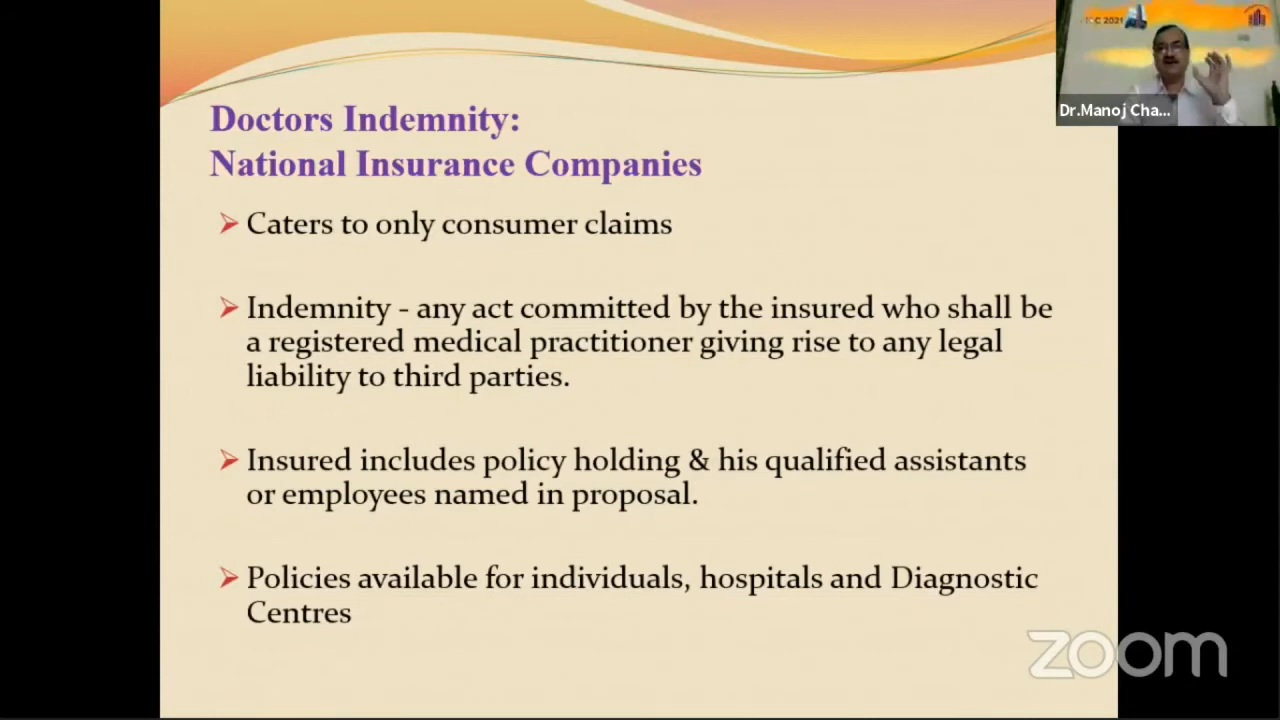 Doctors Indemnity:
National Insurance Companies
Caters to only consumer claims
Indemnity - any act committed by the insured who shall be
a registered medical practitioner giving rise to any legal
liability to third parties.
Insured includes policy holding & his qualified assistants
or employees named in proposal.
Policies available for individuals, hospitals and Diagnostic
Centres
2021
Dr.Manoj Cha...
zoom